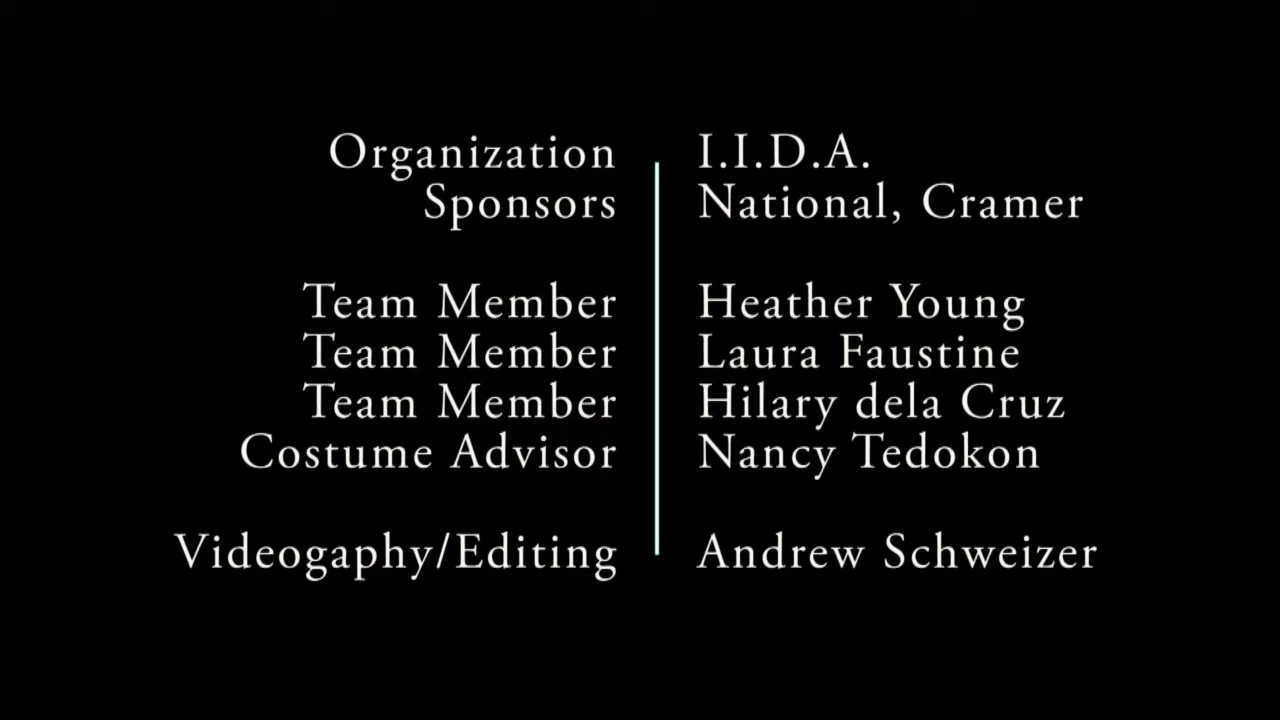 Organization I.I.D.A.
Sponsors National, Cramer
Team Member Heather Young
Team Member Laura Faustine
Team Member Hilary dela Cruz
Costume Advisor Nancy Tedokon
Videogaphy/Editing Andrew Schweizer